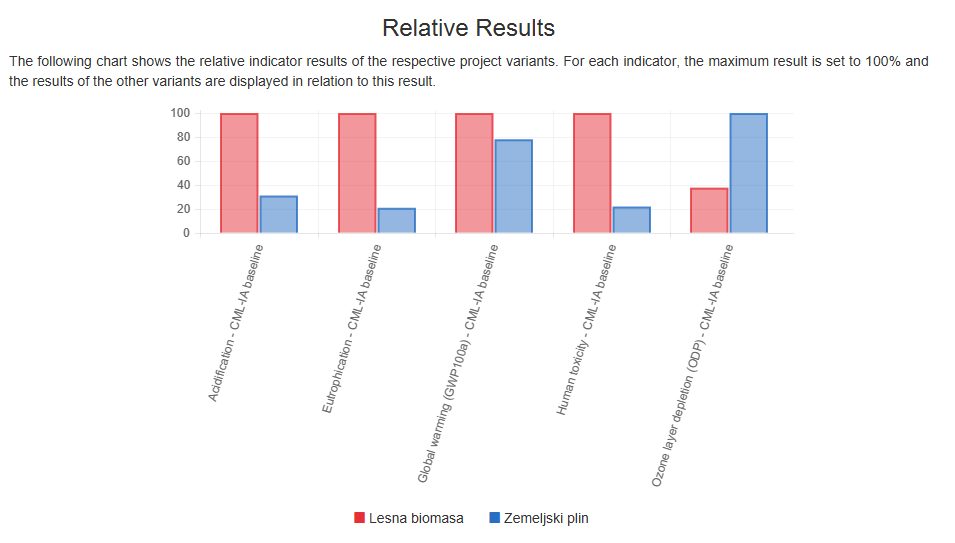 Relative Results
The following chart shows the relative indicator results of the respective project variants. For each indicator, the maximum result is set to 100% and
the results of the other variants are displayed in relation to this result.
100
80
60
40
20
0
Acidification - CML-IA baseline
Eutrophication - CML-IA baseline
Global warming (GWP100a) - CML-IA baseline
Human toxicity - CML-IA baseline
Ozone layer depletion (ODP) - CML-IA baseline
Lesna biomasa
Zemeljski plin